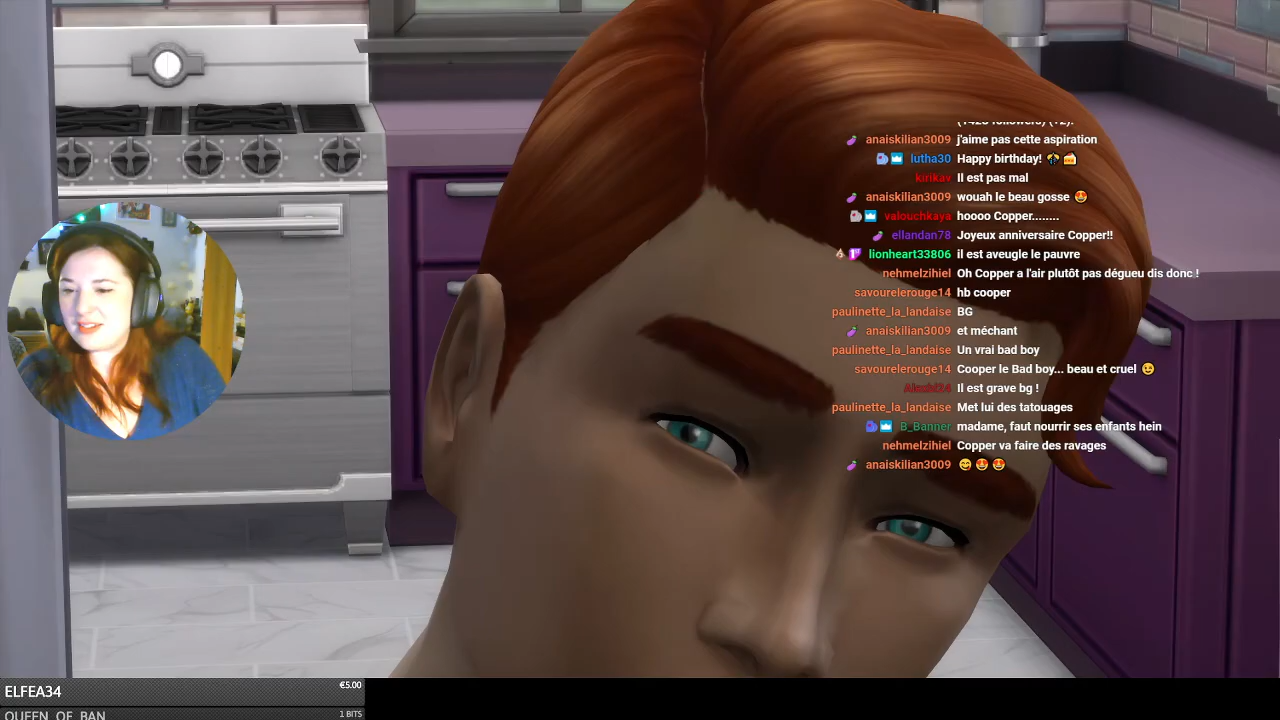 anaiskilian3009 j'aime pas cette aspiration
lutha30 Happy birthday!
kirikav Il est pas mal
anaiskilian3009 wouah le beau gosse 😍
valouchkaya hoooo Copper........
ellandan78 Joyeux anniversaire Copper!!
lionheart33806 il est aveugle le pauvre
nehmelzihiel Oh Copper a l'air plutôt pas dégueu dis donc !
savourelerouge14 hb cooper
paulinette_la_landaise BG
anaiskilian3009 et méchant
paulinette_la_landaise Un vrai bad boy
savourelerouge14 Cooper le Bad boy... beau et cruel 😉
Il est grave bg !
paulinette_la_landaise Met lui des tatouages
B_Banner madame, faut nourrir ses enfants hein
nehmelzihiel Copper va faire des ravages
anaiskilian3009 😄 😍 😍
ELFEA34 €5.00
QUEEN_OF_BAN 1 BITS